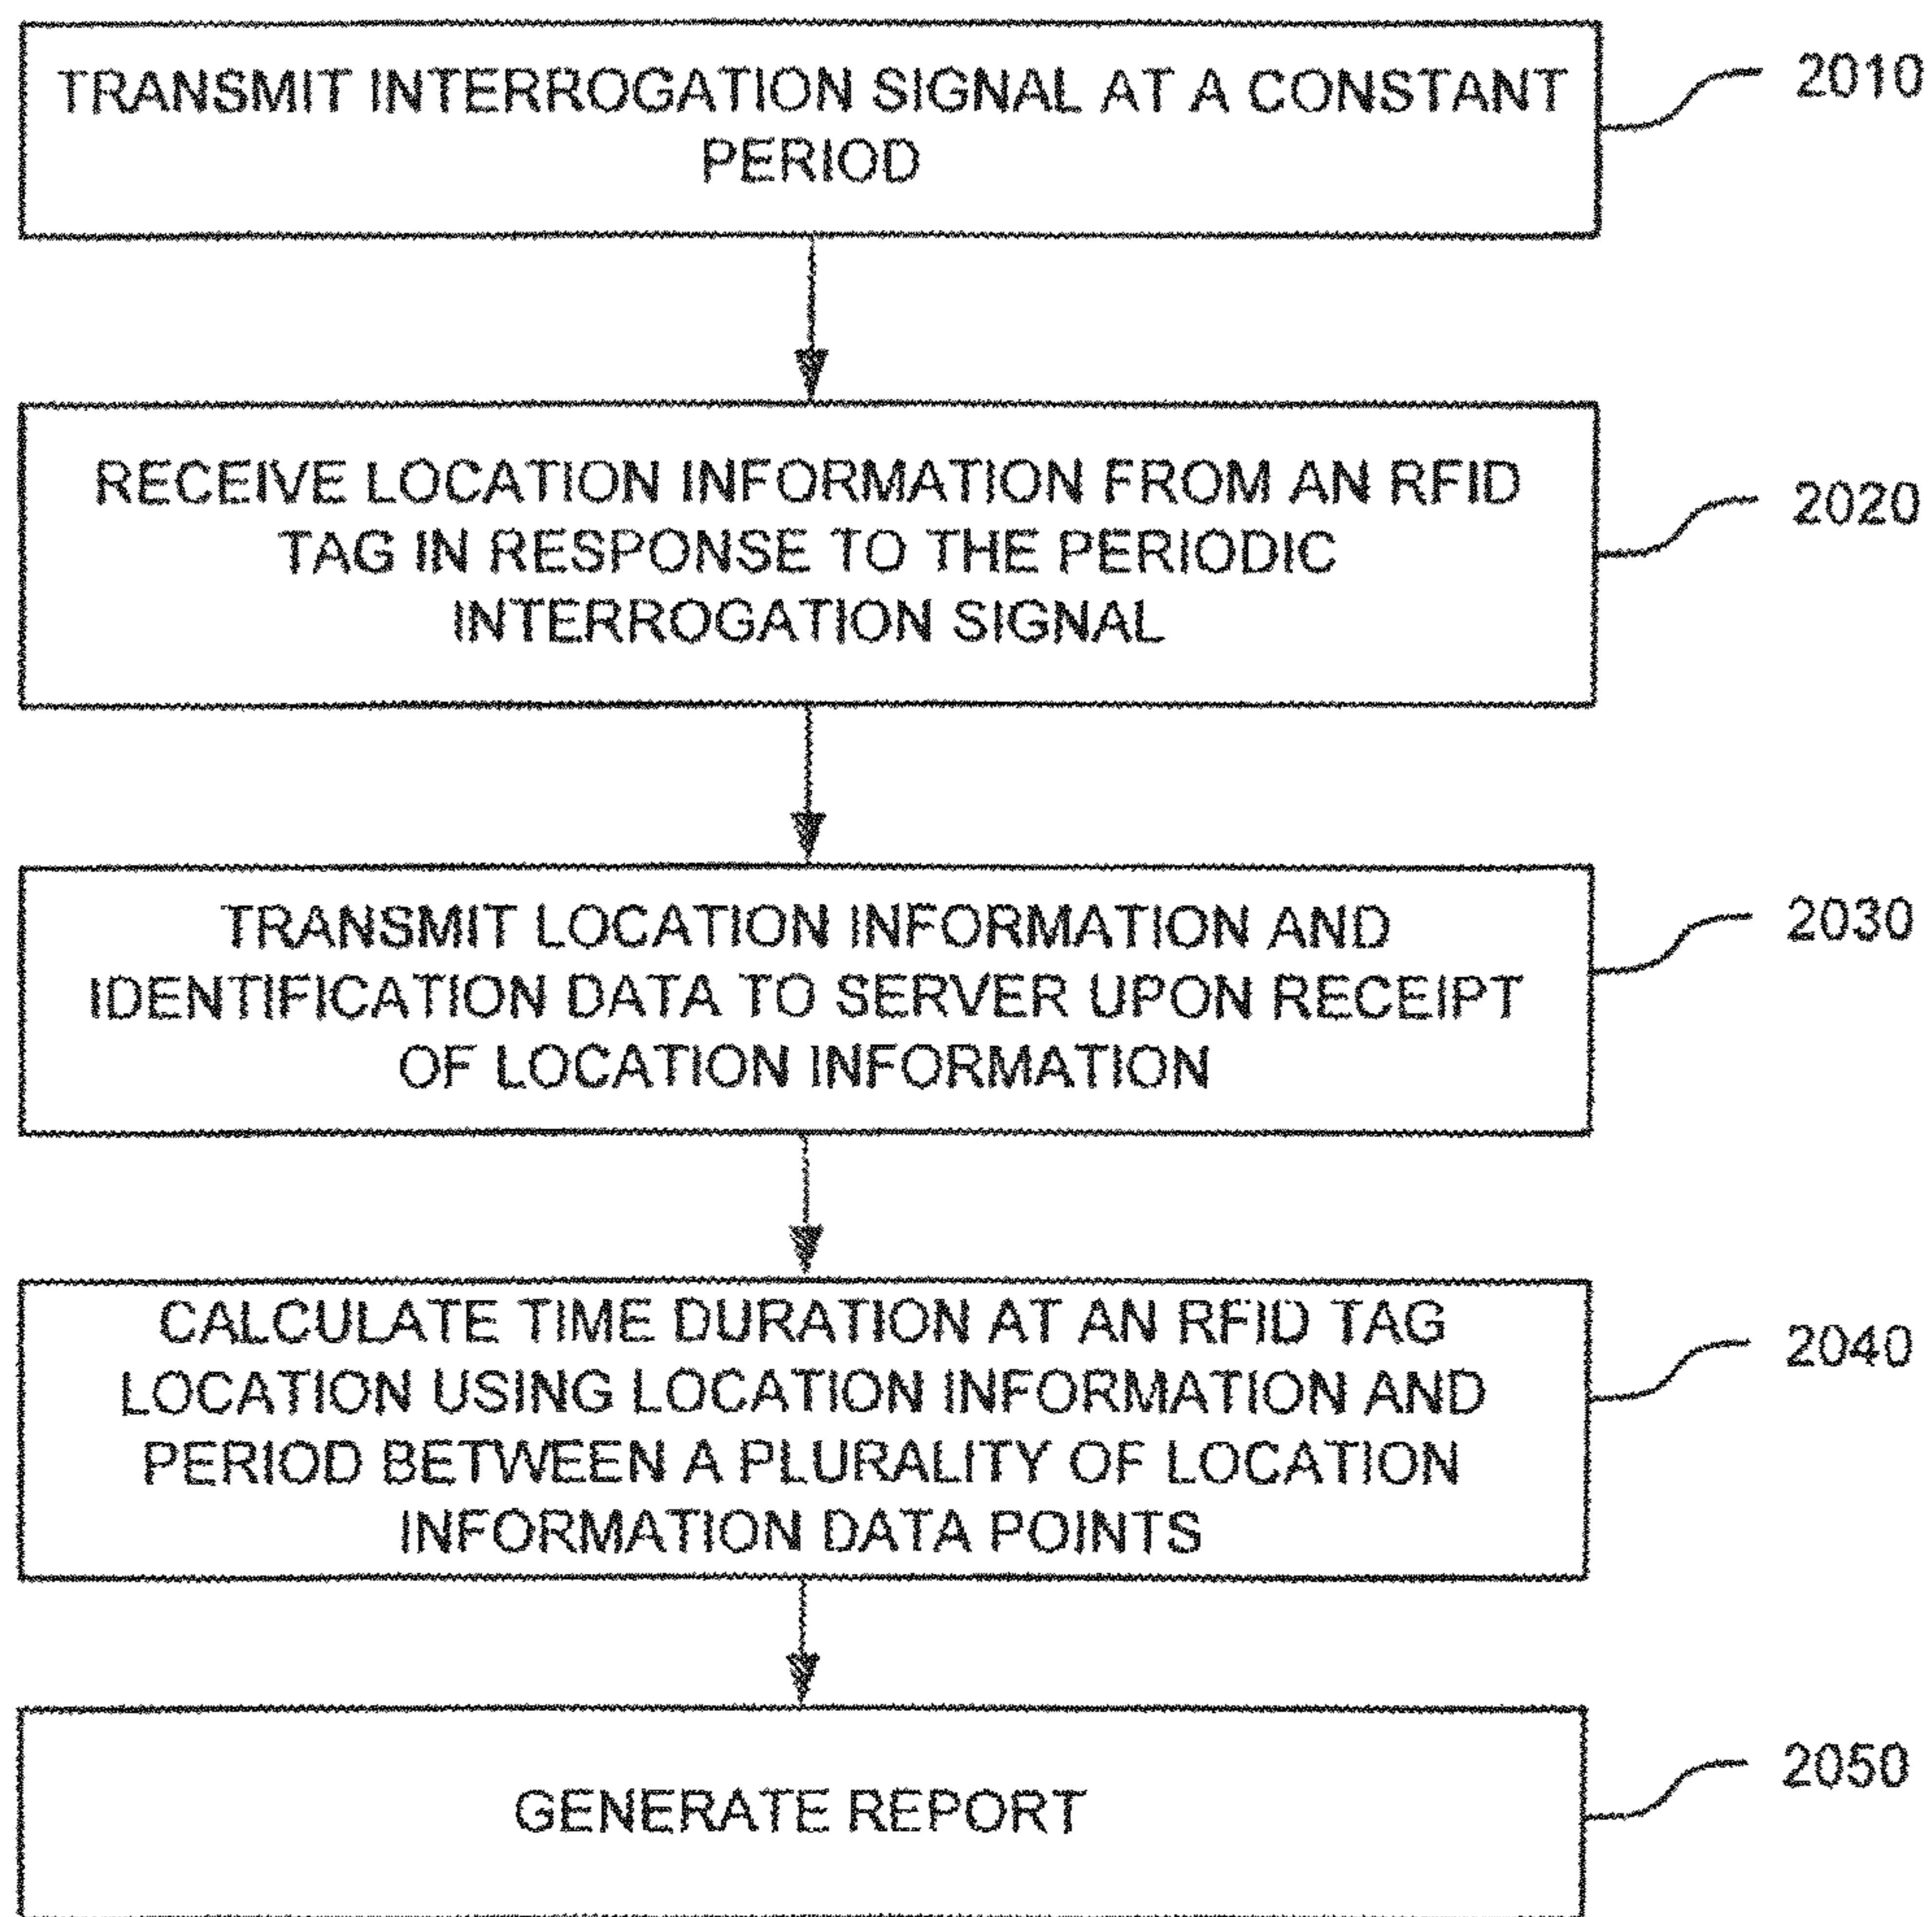 TRANSMIT INTERROGATION SIGNAL AT A CONSTANT
PERIOD
2010
RECEIVE LOCATION INFORMATION FROM AN RFID
TAG IN RESPONSE TO THE PERIODIC
INTERROGATION SIGNAL
2020
TRANSMIT LOCATION INFORMATION AND
IDENTIFICATION DATA TO SERVER UPON RECEIPT
OF LOCATION INFORMATION
2030
CALCULATE TIME DURATION AT AN RFID TAG
LOCATION USING LOCATION INFORMATION AND
PERIOD BETWEEN A PLURALITY OF LOCATION
INFORMATION DATA POINTS
2040
GENERATE REPORT
2050